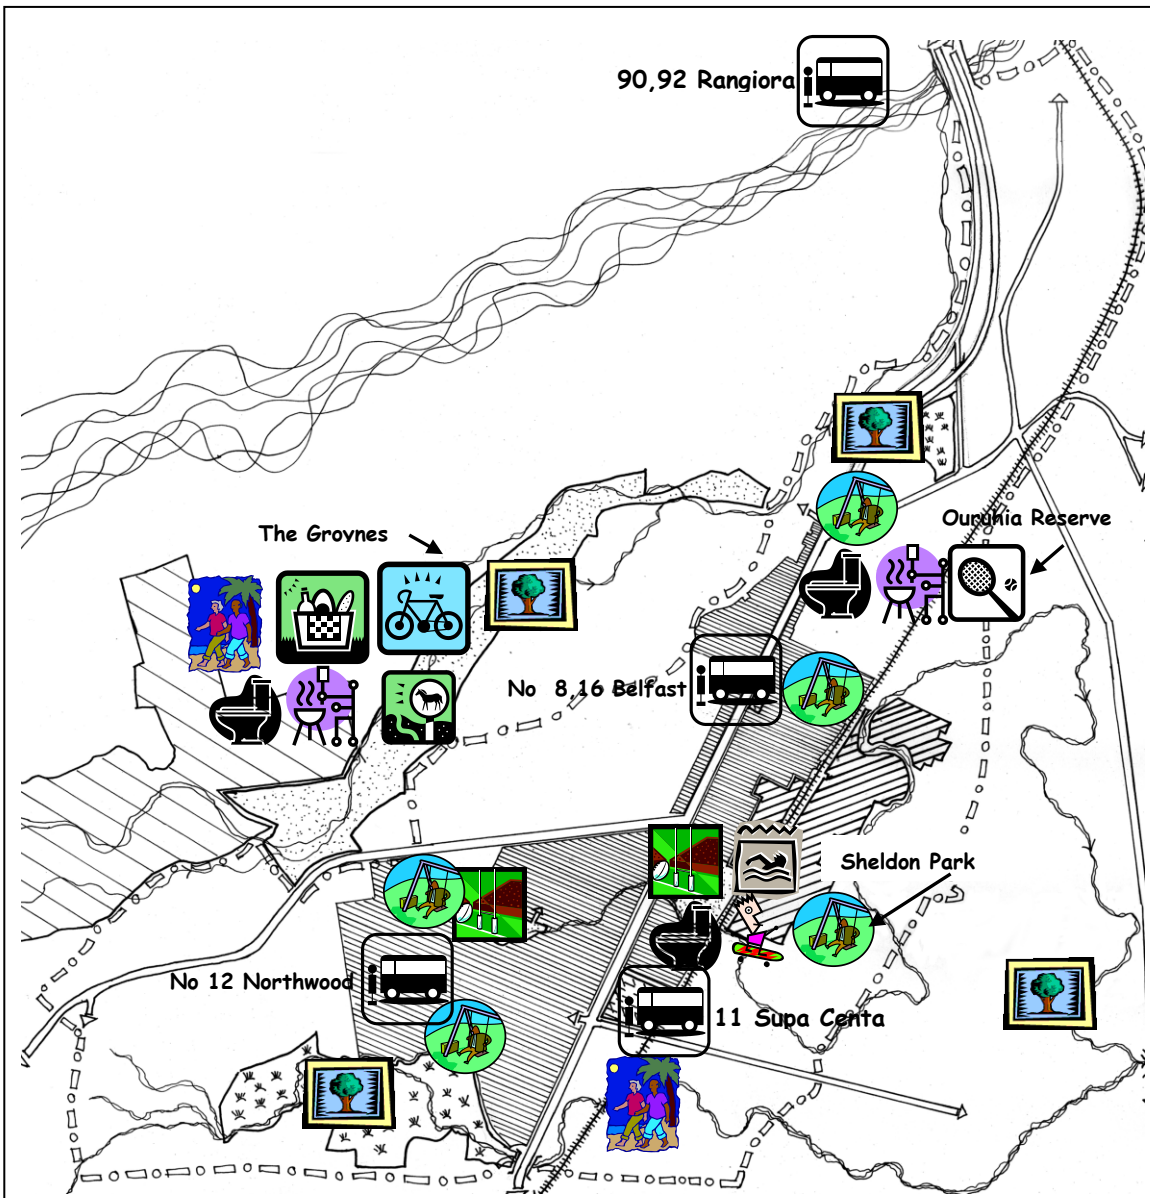 90,92 Rangiora
The Groynes
Ouruhia Reserve
No 8,16 Belfast
Sheldon Park
No 12 Northwood
11 Supa Centa